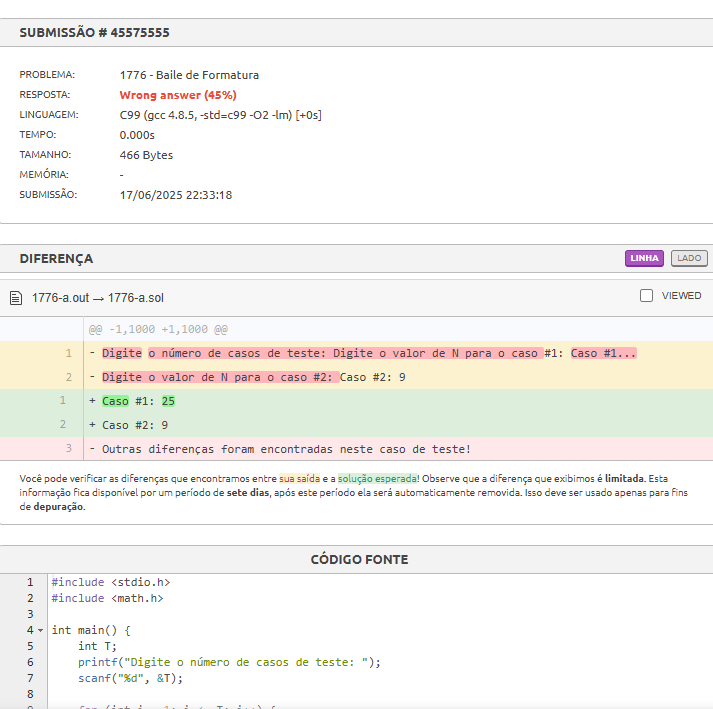 SUBMISSÃO # 45575555
PROBLEMA: 1776 - Baile de Formatura
RESPOSTA: Wrong answer (45%)
LINGUAGEM: C99 (gcc 4.8.5, -std=c99 -O2 -lm) [+0s]
TEMPO: 0.000s
TAMANHO: 466 Bytes
MEMÓRIA: -
SUBMISSÃO: 17/06/2025 22:33:18
DIFERENÇA LINHA LADO
1776-a.out → 1776-a.sol VIEWED
@@ -1,1000 +1,1000 @@
1 - Digite o número de casos de teste: Digite o valor de N para o caso #1: Caso #1...
2 - Digite o valor de N para o caso #2: Caso #2: 9
1 + Caso #1: 25
2 + Caso #2: 9
3 - Outras diferenças foram encontradas neste caso de teste!
Você pode verificar as diferenças que encontramos entre sua saída e a solução esperada! Observe que a diferença que exibimos é limitada. Esta
informação fica disponível por um período de sete dias, após este período ela será automaticamente removida. Isso deve ser usado apenas para fins
de depuração.
CÓDIGO FONTE
1 #include <stdio.h>
2 #include <math.h>
3
4 int main() {
5 int T;
6 printf("Digite o número de casos de teste: ");
7 scanf("%d", &T);
8